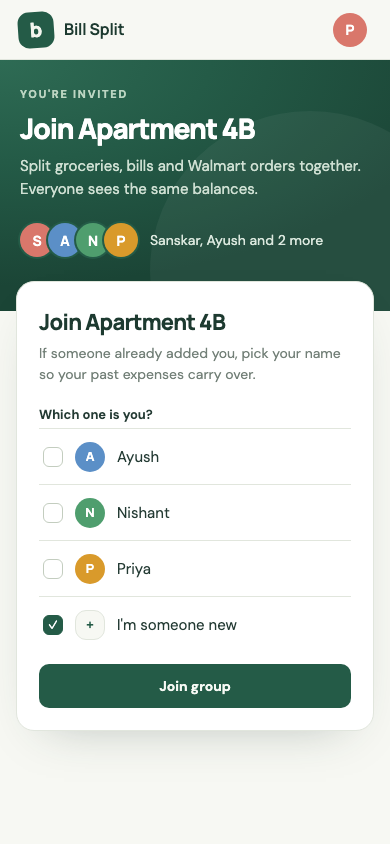 b Bill Split P
YOU'RE INVITED
Join Apartment 4B
Split groceries, bills and Walmart orders together.
Everyone sees the same balances.
S A N P Sanskar, Ayush and 2 more
Join Apartment 4B
If someone already added you, pick your name
so your past expenses carry over.
Which one is you?
A Ayush
N Nishant
P Priya
+ I'm someone new
Join group